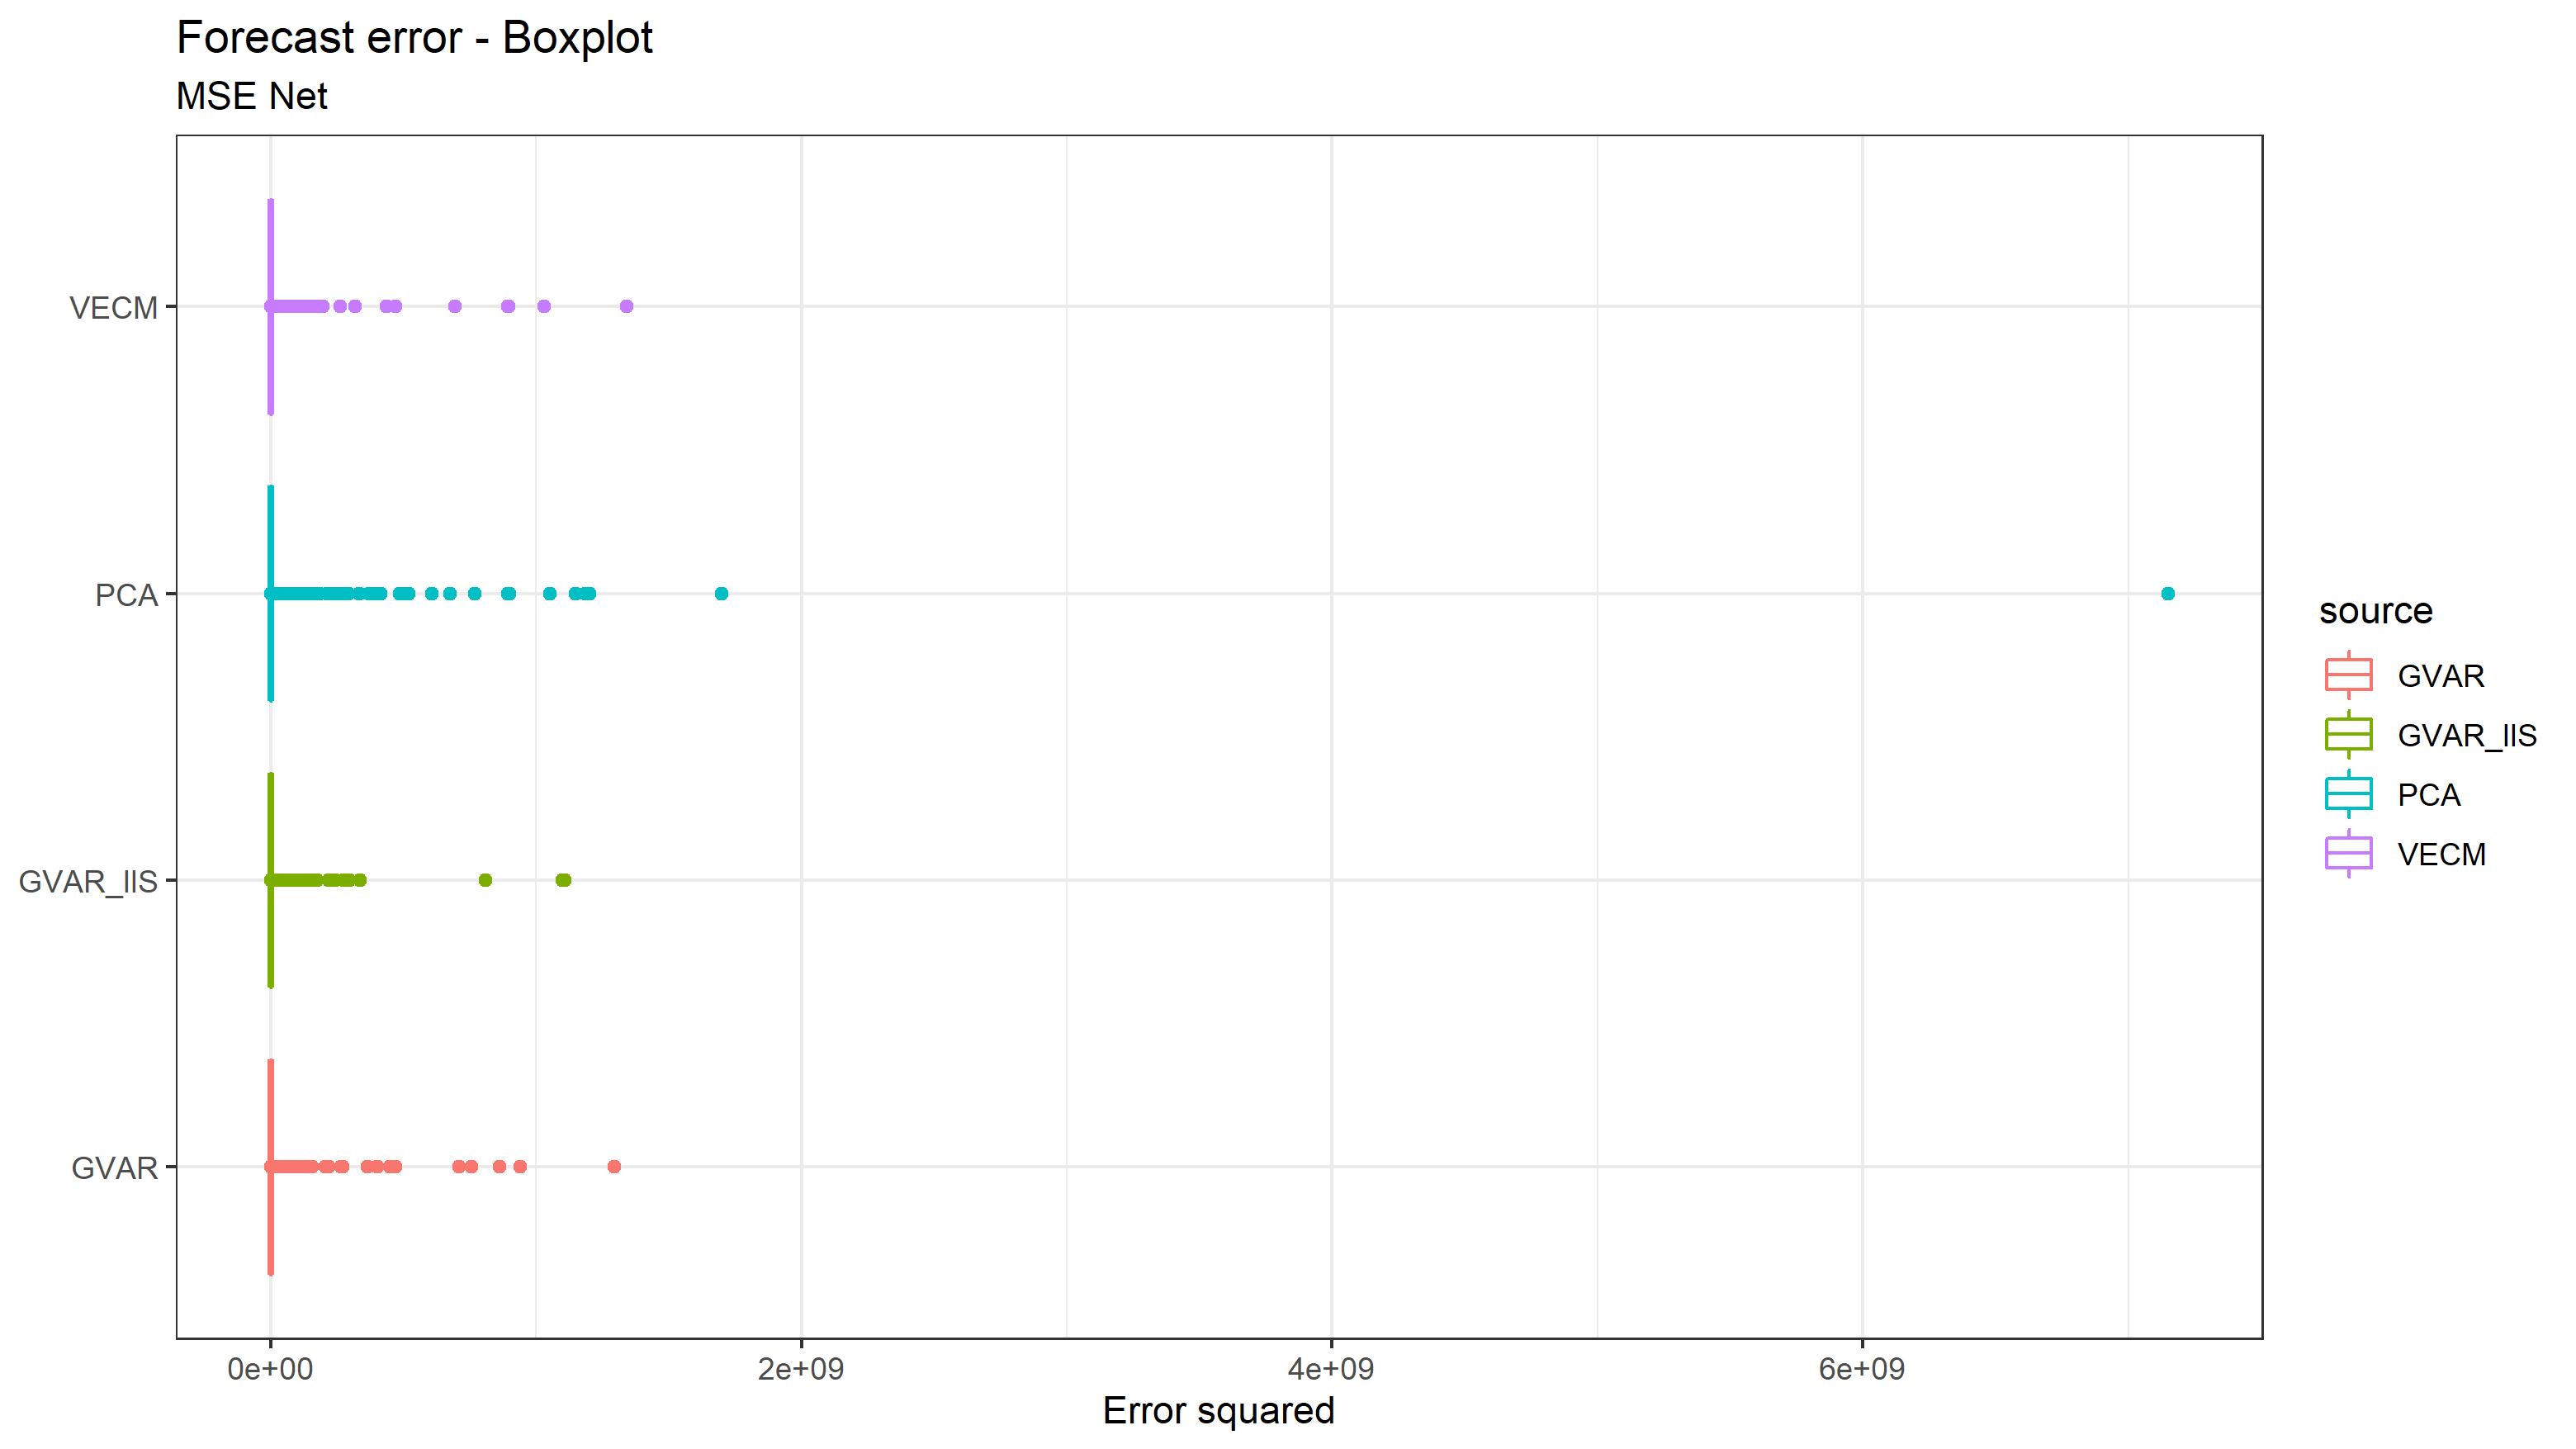 Forecast error - Boxplot
MSE Net
VECM
PCA
GVAR_IIS
GVAR
0e+00 2e+09 4e+09 6e+09
Error squared
source
GVAR
GVAR_IIS
PCA
VECM